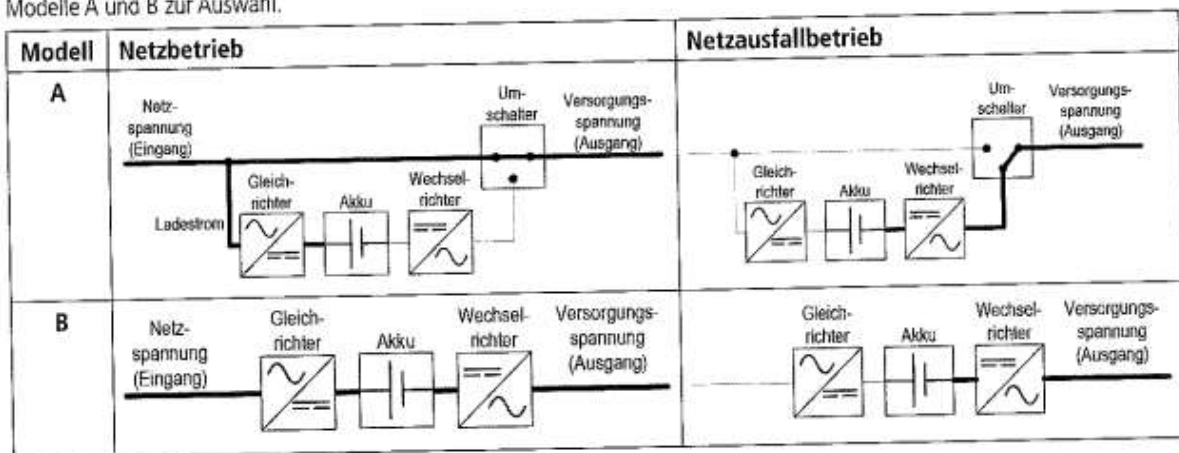 Modelle A und B zur Auswahl.
Modell
Netzbetrieb
Netzausfallbetrieb
A
Netz-
spannung
(Eingang)
Ladestrom
Gleich-
richter
Akku
Wechsel-
richter
Um-
schalter
Versorgungs-
spannung
(Ausgang)
Gleich-
richter
Akku
Wechsel-
richter
Um-
schalter
Versorgungs-
spannung
(Ausgang)
B
Netz-
spannung
(Eingang)
Gleich-
richter
Akku
Wechsel-
richter
Versorgungs-
spannung
(Ausgang)
Gleich-
richter
Akku
Wechsel-
richter
Versorgungs-
spannung
(Ausgang)